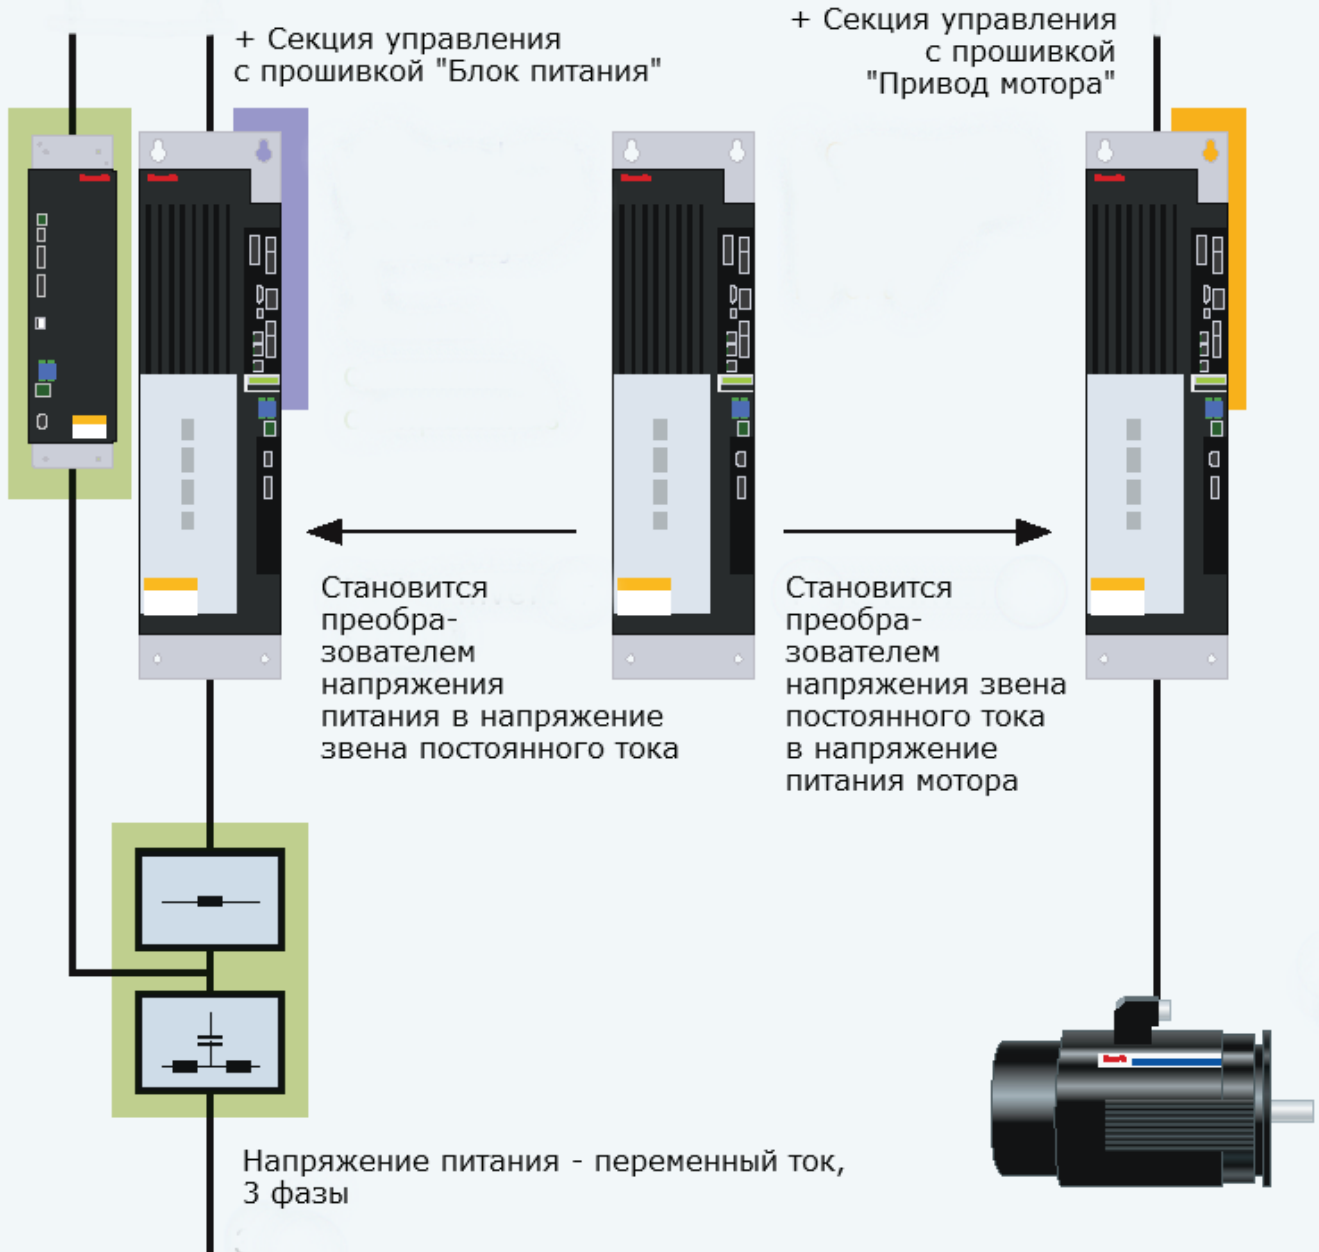 + Секция управления
с прошивкой "Блок питания"
+ Секция управления
с прошивкой
"Привод мотора"
Становится
преобра-
зователем
напряжения
питания в напряжение
звена постоянного тока
Становится
преобра-
зователем
напряжения звена
постоянного тока
в напряжение
питания мотора
Напряжение питания - переменный ток,
3 фазы